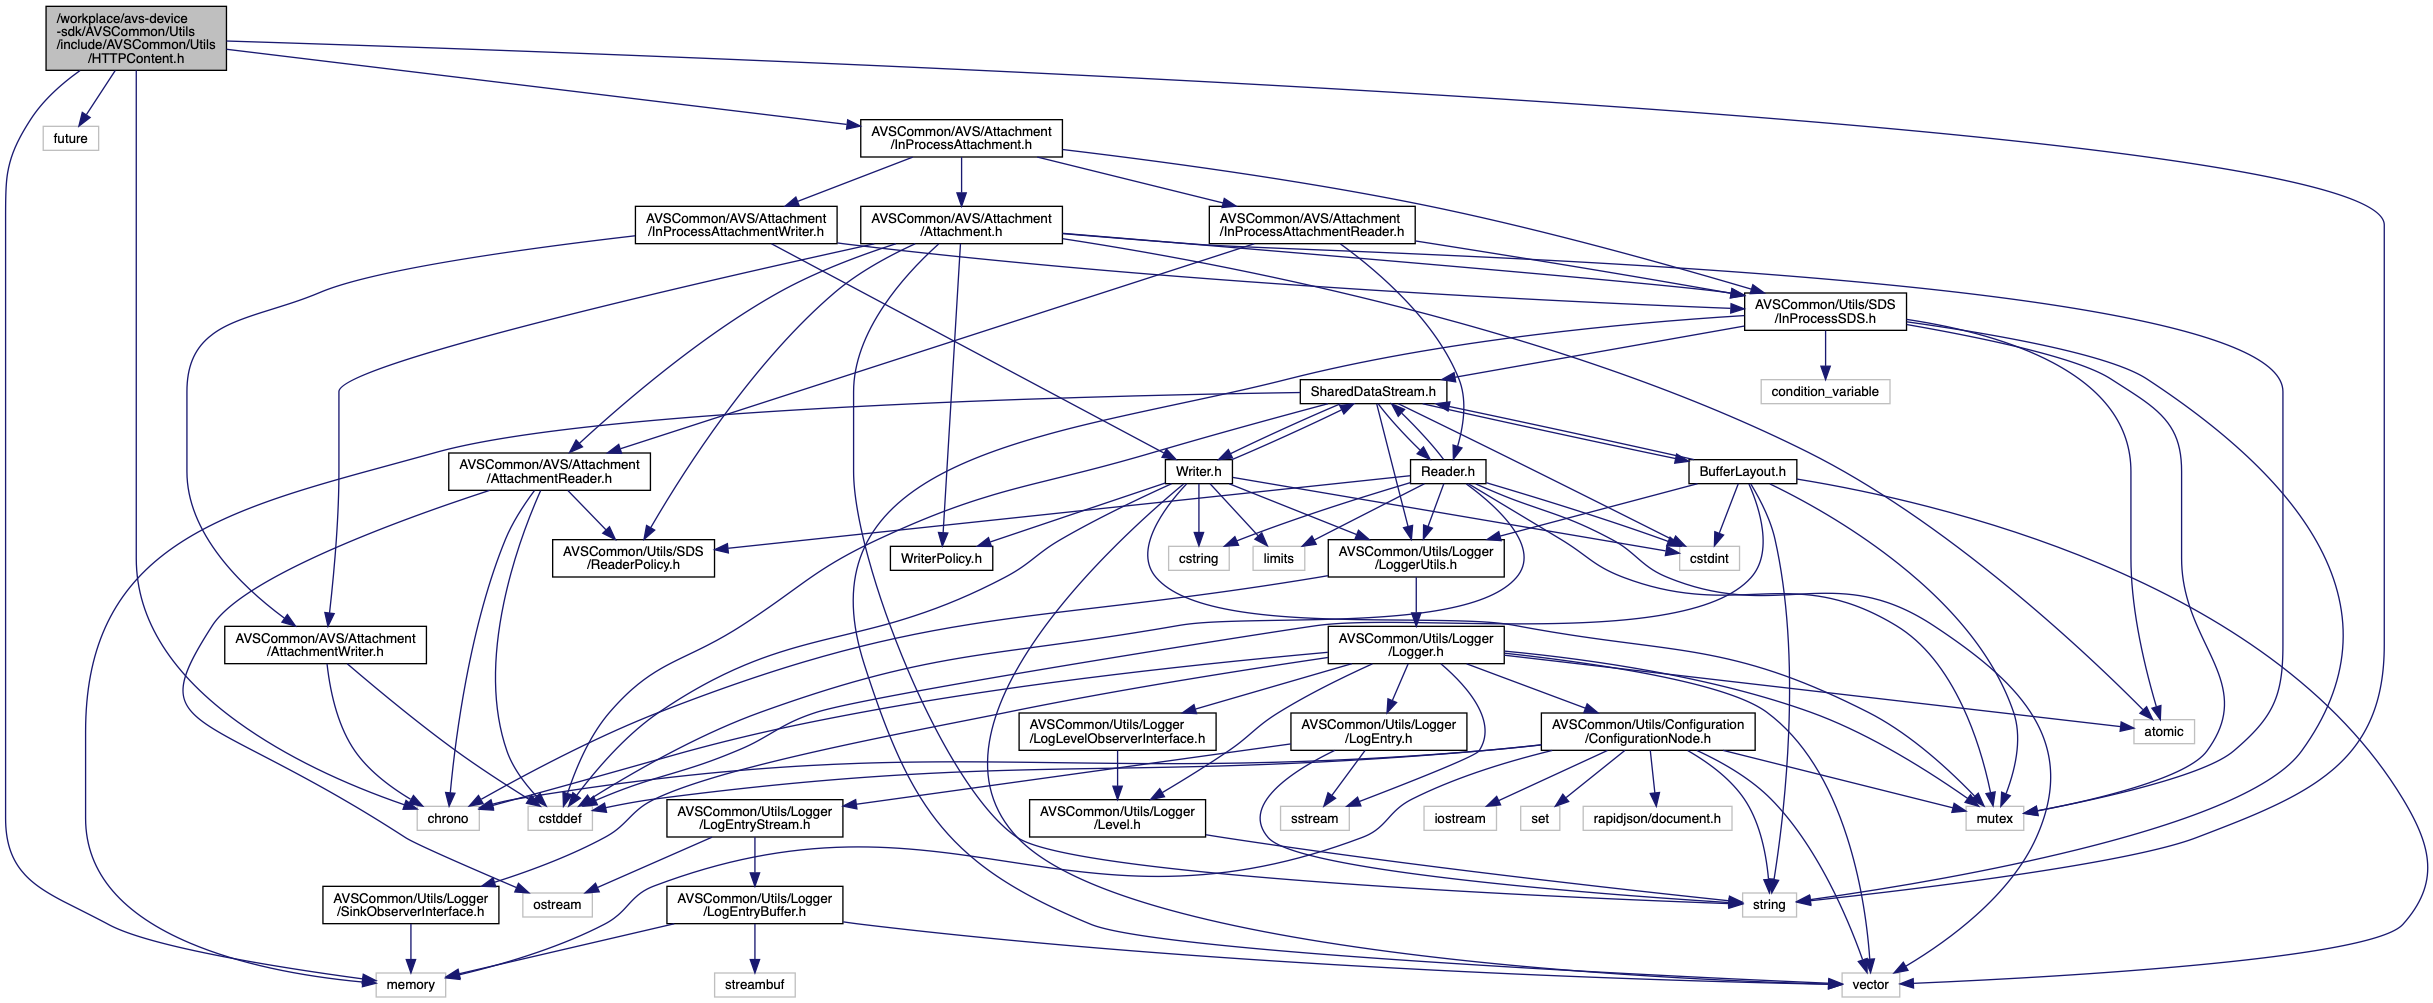 /workplace/avs-device
-sdk/AVSCommon/Utils
/include/AVSCommon/Utils
/HTTPContent.h
future
AVSCommon/AVS/Attachment
/InProcessAttachment.h
AVSCommon/AVS/Attachment
/InProcessAttachmentWriter.h
AVSCommon/AVS/Attachment
/Attachment.h
AVSCommon/AVS/Attachment
/InProcessAttachmentReader.h
AVSCommon/Utils/SDS
/InProcessSDS.h
SharedDataStream.h
condition_variable
AVSCommon/AVS/Attachment
/AttachmentReader.h
Writer.h
Reader.h
BufferLayout.h
AVSCommon/Utils/SDS
/ReaderPolicy.h
WriterPolicy.h
cstring
limits
AVSCommon/Utils/Logger
/LoggerUtils.h
cstdint
AVSCommon/AVS/Attachment
/AttachmentWriter.h
AVSCommon/Utils/Logger
/Logger.h
AVSCommon/Utils/Logger
/LogLevelObserverInterface.h
AVSCommon/Utils/Logger
/LogEntry.h
AVSCommon/Utils/Configuration
/ConfigurationNode.h
atomic
chrono
cstddef
AVSCommon/Utils/Logger
/LogEntryStream.h
AVSCommon/Utils/Logger
/Level.h
sstream
iostream
set
rapidjson/document.h
mutex
AVSCommon/Utils/Logger
/SinkObserverInterface.h
ostream
AVSCommon/Utils/Logger
/LogEntryBuffer.h
string
memory
streambuf
vector